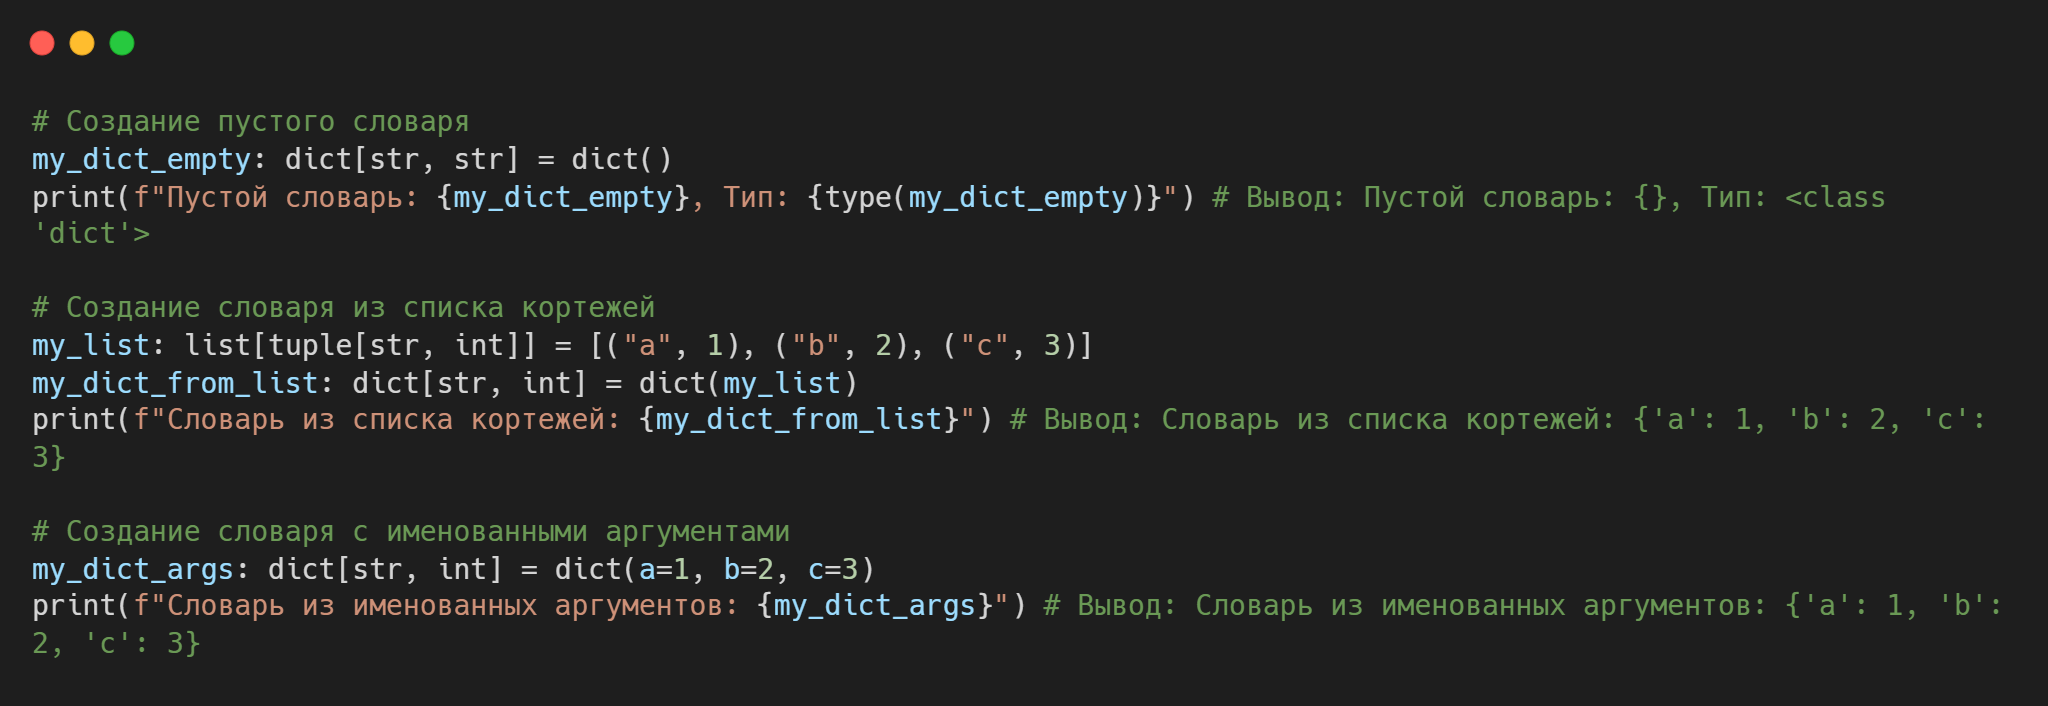 # Создание пустого словаря
my_dict_empty: dict[str, str] = dict()
print(f"Пустой словарь: {my_dict_empty}, Тип: {type(my_dict_empty)}") # Вывод: Пустой словарь: {}, Тип: <class
'dict'>
# Создание словаря из списка кортежей
my_list: list[tuple[str, int]] = [("a", 1), ("b", 2), ("c", 3)]
my_dict_from_list: dict[str, int] = dict(my_list)
print(f"Словарь из списка кортежей: {my_dict_from_list}") # Вывод: Словарь из списка кортежей: {'a': 1, 'b': 2, 'c':
3}
# Создание словаря с именованными аргументами
my_dict_args: dict[str, int] = dict(a=1, b=2, c=3)
print(f"Словарь из именованных аргументов: {my_dict_args}") # Вывод: Словарь из именованных аргументов: {'a': 1, 'b':
2, 'c': 3}